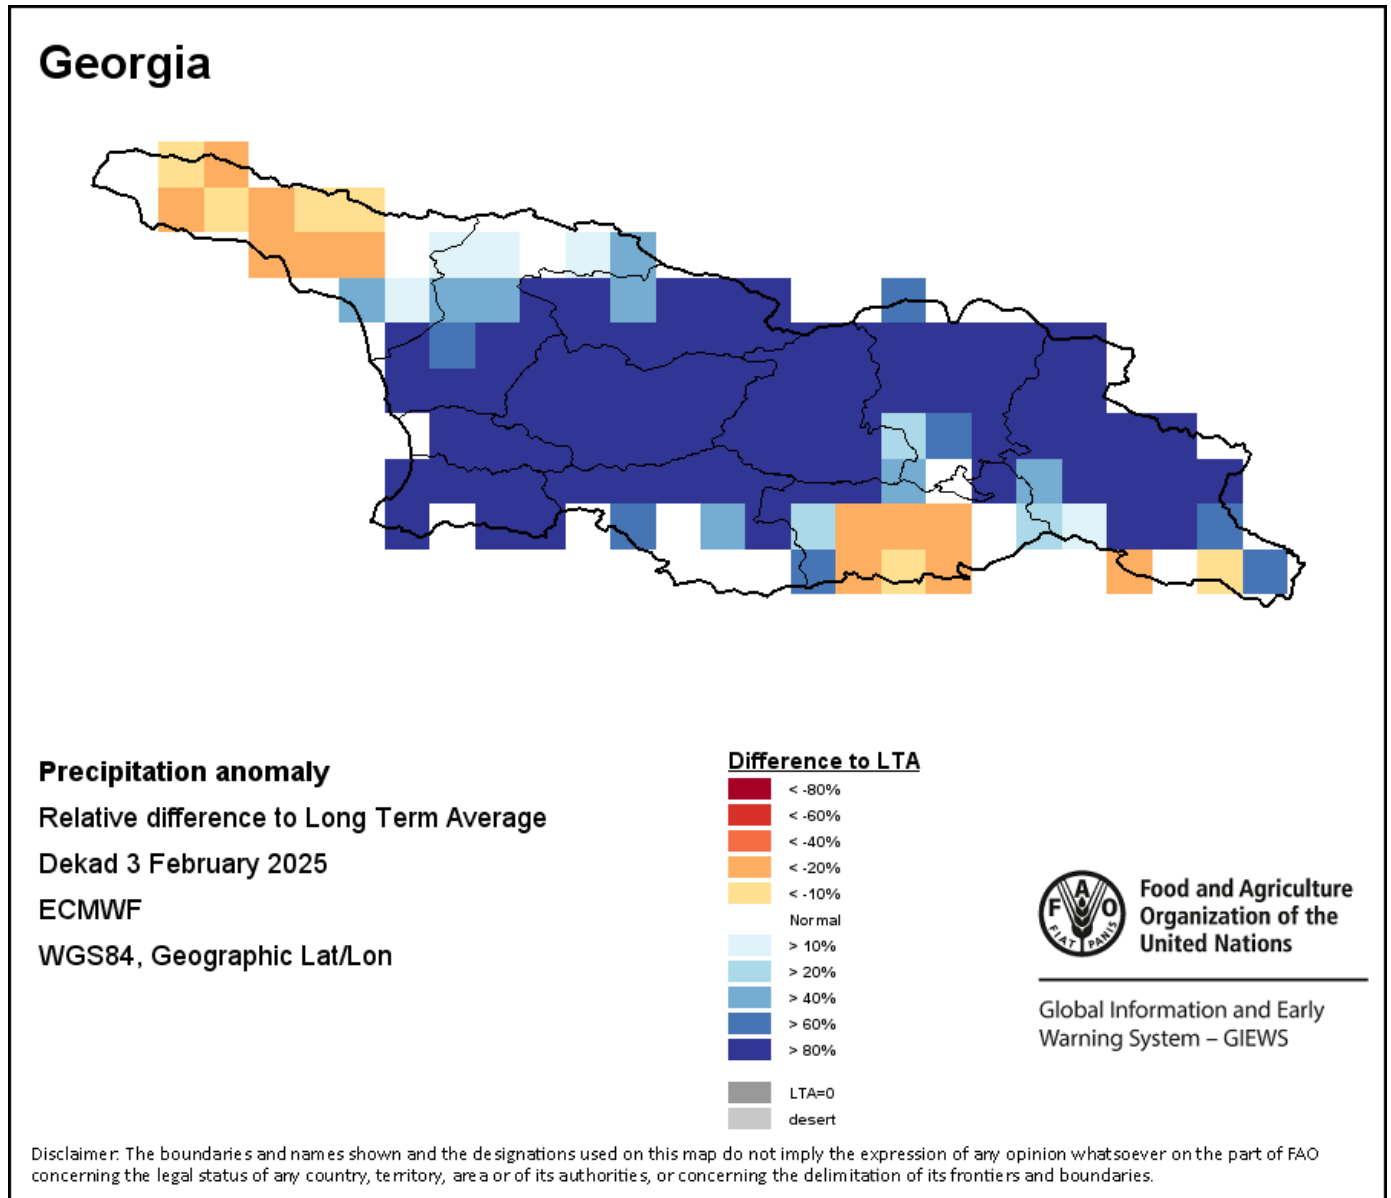 Georgia
Precipitation anomaly
Relative difference to Long Term Average
Dekad 3 February 2025
ECMWF
WGS84, Geographic Lat/Lon
Difference to LTA
< -80%
< -60%
< -40%
< -20%
< -10%
Normal
> 10%
> 20%
> 40%
> 60%
> 80%
LTA=0
desert
F A O
FIAT PANIS
Food and Agriculture
Organization of the
United Nations
Global Information and Early
Warning System – GIEWS
Disclaimer: The boundaries and names shown and the designations used on this map do not imply the expression of any opinion whatsoever on the part of FAO
concerning the legal status of any country, territory, area or of its authorities, or concerning the delimitation of its frontiers and boundaries.